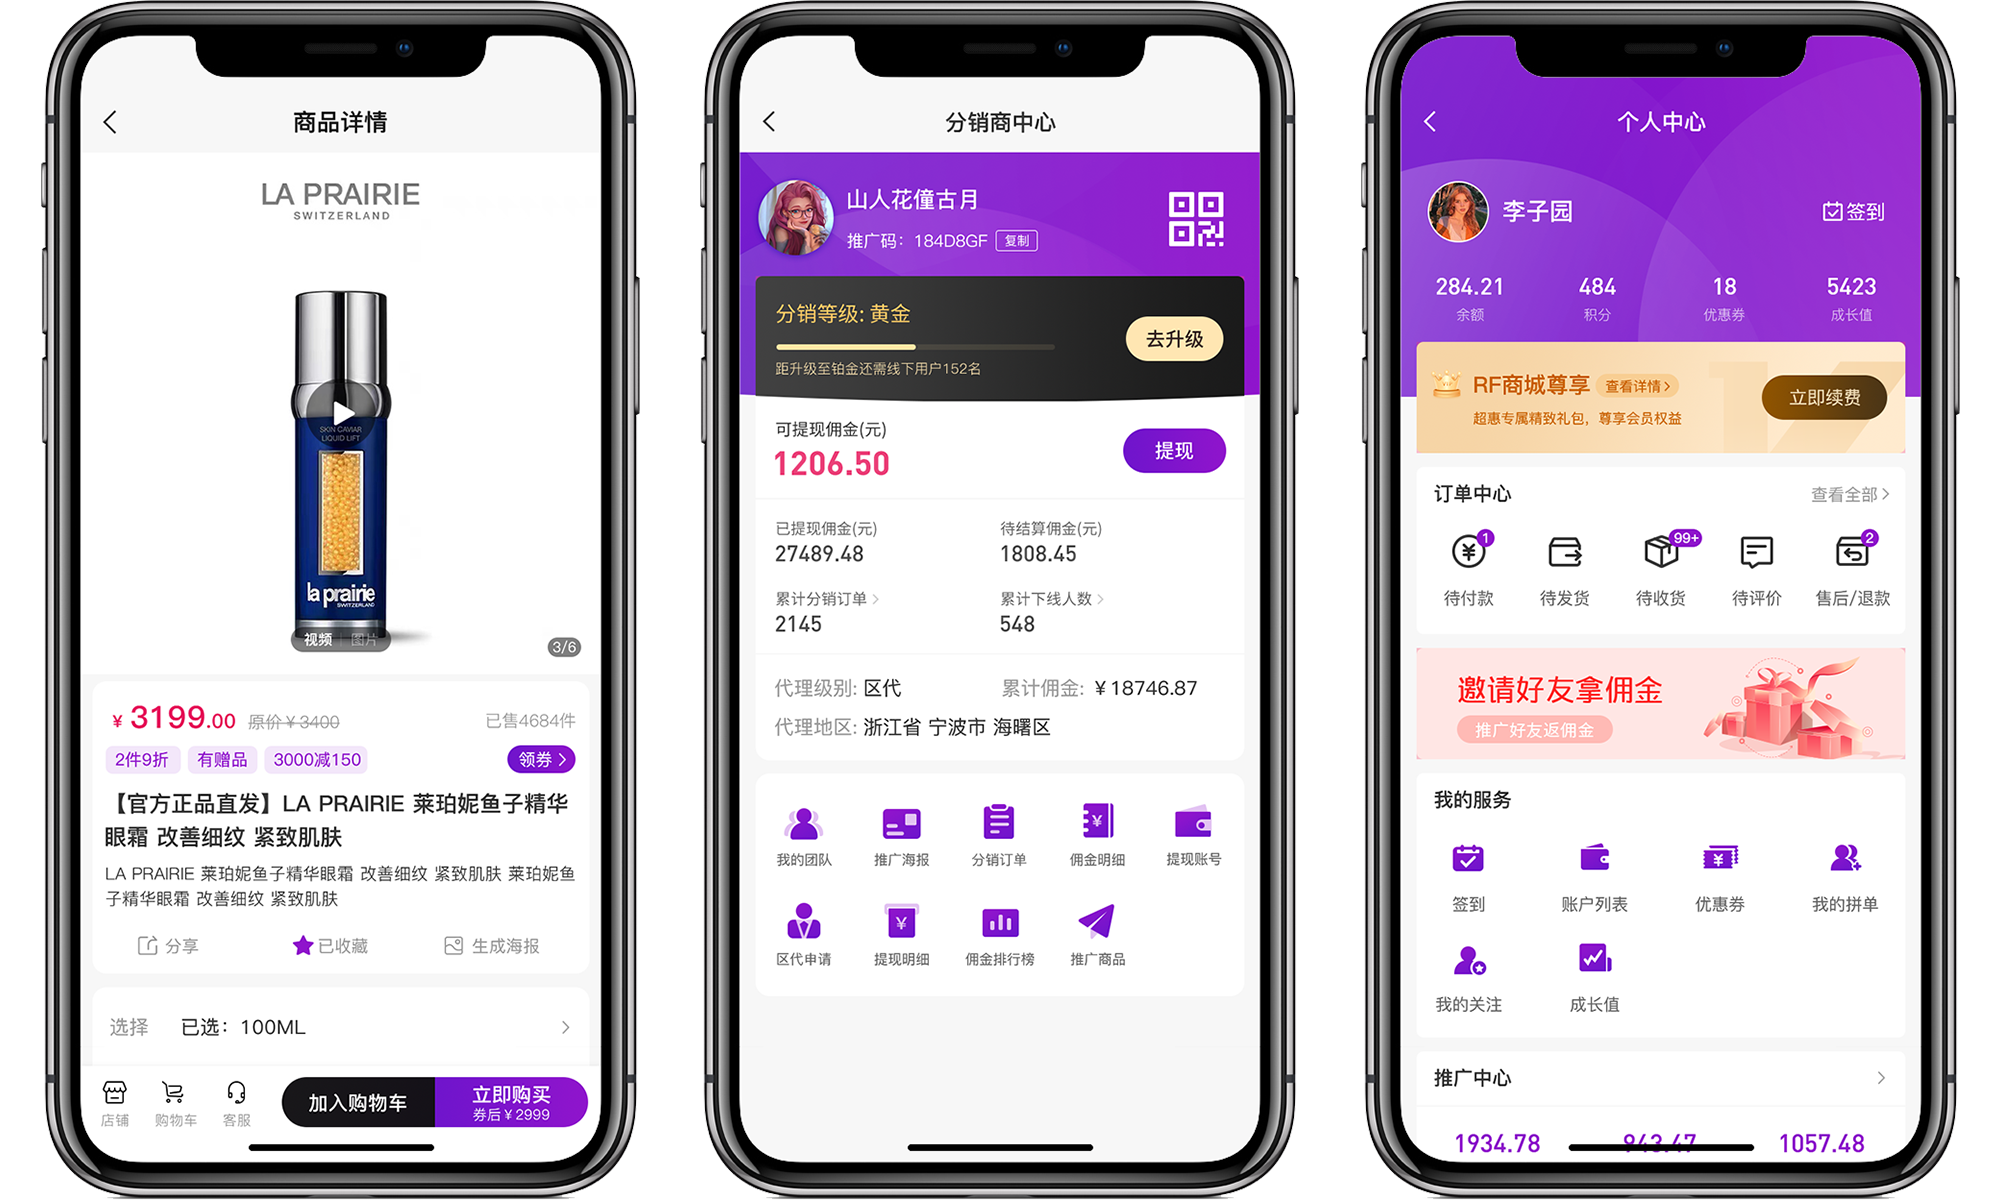 商品详情
LA PRAIRIE
SWITZERLAND
SKIN CAVIAR
LIQUID LIFT
la prairie
SWITZERLAND
视频 图片
3/6
¥ 3199.00 原价 ¥ 3400 已售4684件
2件9折 有赠品 3000减150 领券
【官方正品直发】LA PRAIRIE 莱珀妮鱼子精华
眼霜 改善细纹 紧致肌肤
LA PRAIRIE 莱珀妮鱼子精华眼霜 改善细纹 紧致肌肤 莱珀妮鱼
子精华眼霜 改善细纹 紧致肌肤
分享 已收藏 生成海报
选择 已选：100ML
店铺 购物车 客服 加入购物车 立即购买
券后 ¥ 2999
分销商中心
山人花僮古月
推广码：184D8GF 复制
分销等级: 黄金
去升级
距升级至铂金还需线下用户152名
可提现佣金(元)
1206.50
提现
已提现佣金(元) 待结算佣金(元)
27489.48 1808.45
累计分销订单 累计下线人数
2145 548
代理级别: 区代 累计佣金: ¥ 18746.87
代理地区: 浙江省 宁波市 海曙区
我的团队 推广海报 分销订单 佣金明细 提现账号
区代申请 提现明细 佣金排行榜 推广商品
个人中心
李子园 签到
284.21 484 18 5423
余额 积分 优惠券 成长值
RF商城尊享 查看详情
超惠专属精致礼包，尊享会员权益
立即续费
订单中心 查看全部
1 99+ 2
待付款 待发货 待收货 待评价 售后/退款
邀请好友拿佣金
推广好友返佣金
我的服务
签到 账户列表 优惠券 我的拼单
我的关注 成长值
推广中心
1934.78 943.47 1057.48